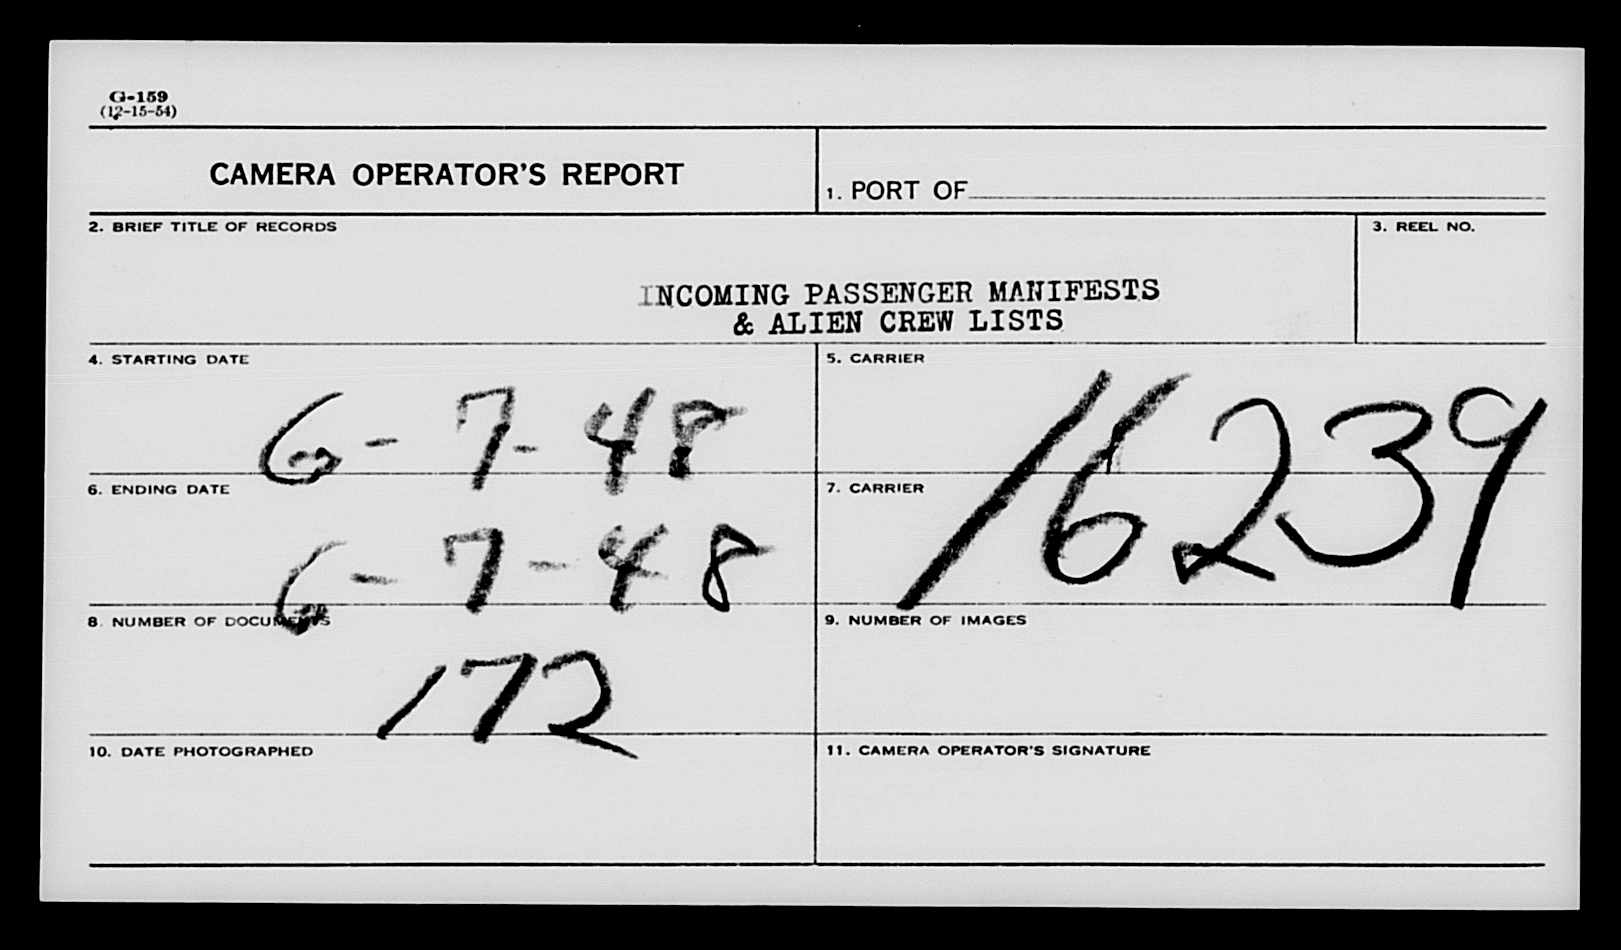 G-159
(12-15-54)
CAMERA OPERATOR'S REPORT
1. PORT OF
2. BRIEF TITLE OF RECORDS
3. REEL NO.
INCOMING PASSENGER MANIFESTS
& ALIEN CREW LISTS
4. STARTING DATE
6-7-48
5. CARRIER
16239
6. ENDING DATE
6-7-48
7. CARRIER
8. NUMBER OF DOCUMENTS
172
9. NUMBER OF IMAGES
10. DATE PHOTOGRAPHED
11. CAMERA OPERATOR'S SIGNATURE